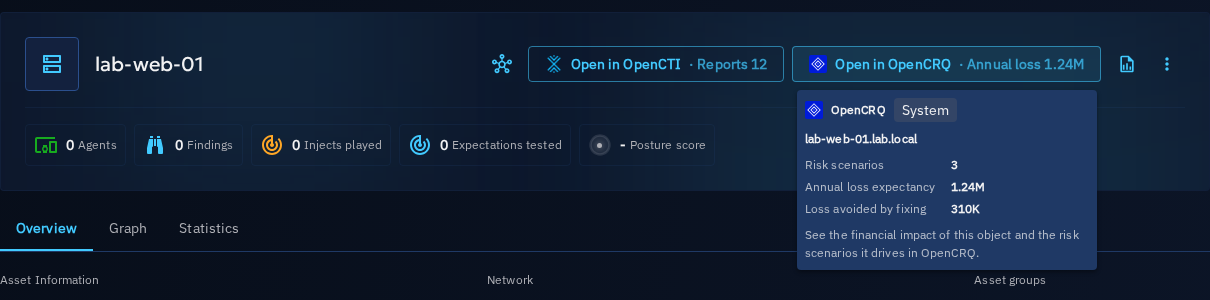 lab-web-01
Open in OpenCTI · Reports 12
Open in OpenCRQ · Annual loss 1.24M
OpenCRQ System
lab-web-01.lab.local
Risk scenarios 3
Annual loss expectancy 1.24M
Loss avoided by fixing 310K
See the financial impact of this object and the risk
scenarios it drives in OpenCRQ.
0 Agents
0 Findings
0 Injects played
0 Expectations tested
- Posture score
Overview Graph Statistics
Asset Information Network Asset groups